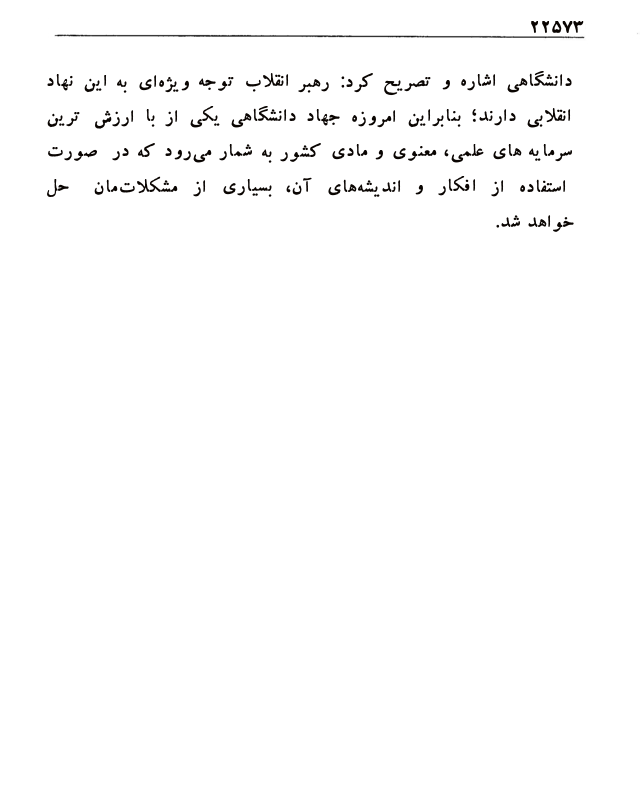 ۲۲۵۷۳
دانشگاهی اشاره و تصریح کرد: رهبر انقلاب توجه ویژه‌ای به این نهاد
انقلابی دارند؛ بنابراین امروزه جهاد دانشگاهی یکی از با ارزش ترین
سرمایه های علمی، معنوی و مادی کشور به شمار می‌رود که در صورت
استفاده از افکار و اندیشه‌های آن، بسیاری از مشکلات‌مان حل
خواهد شد.